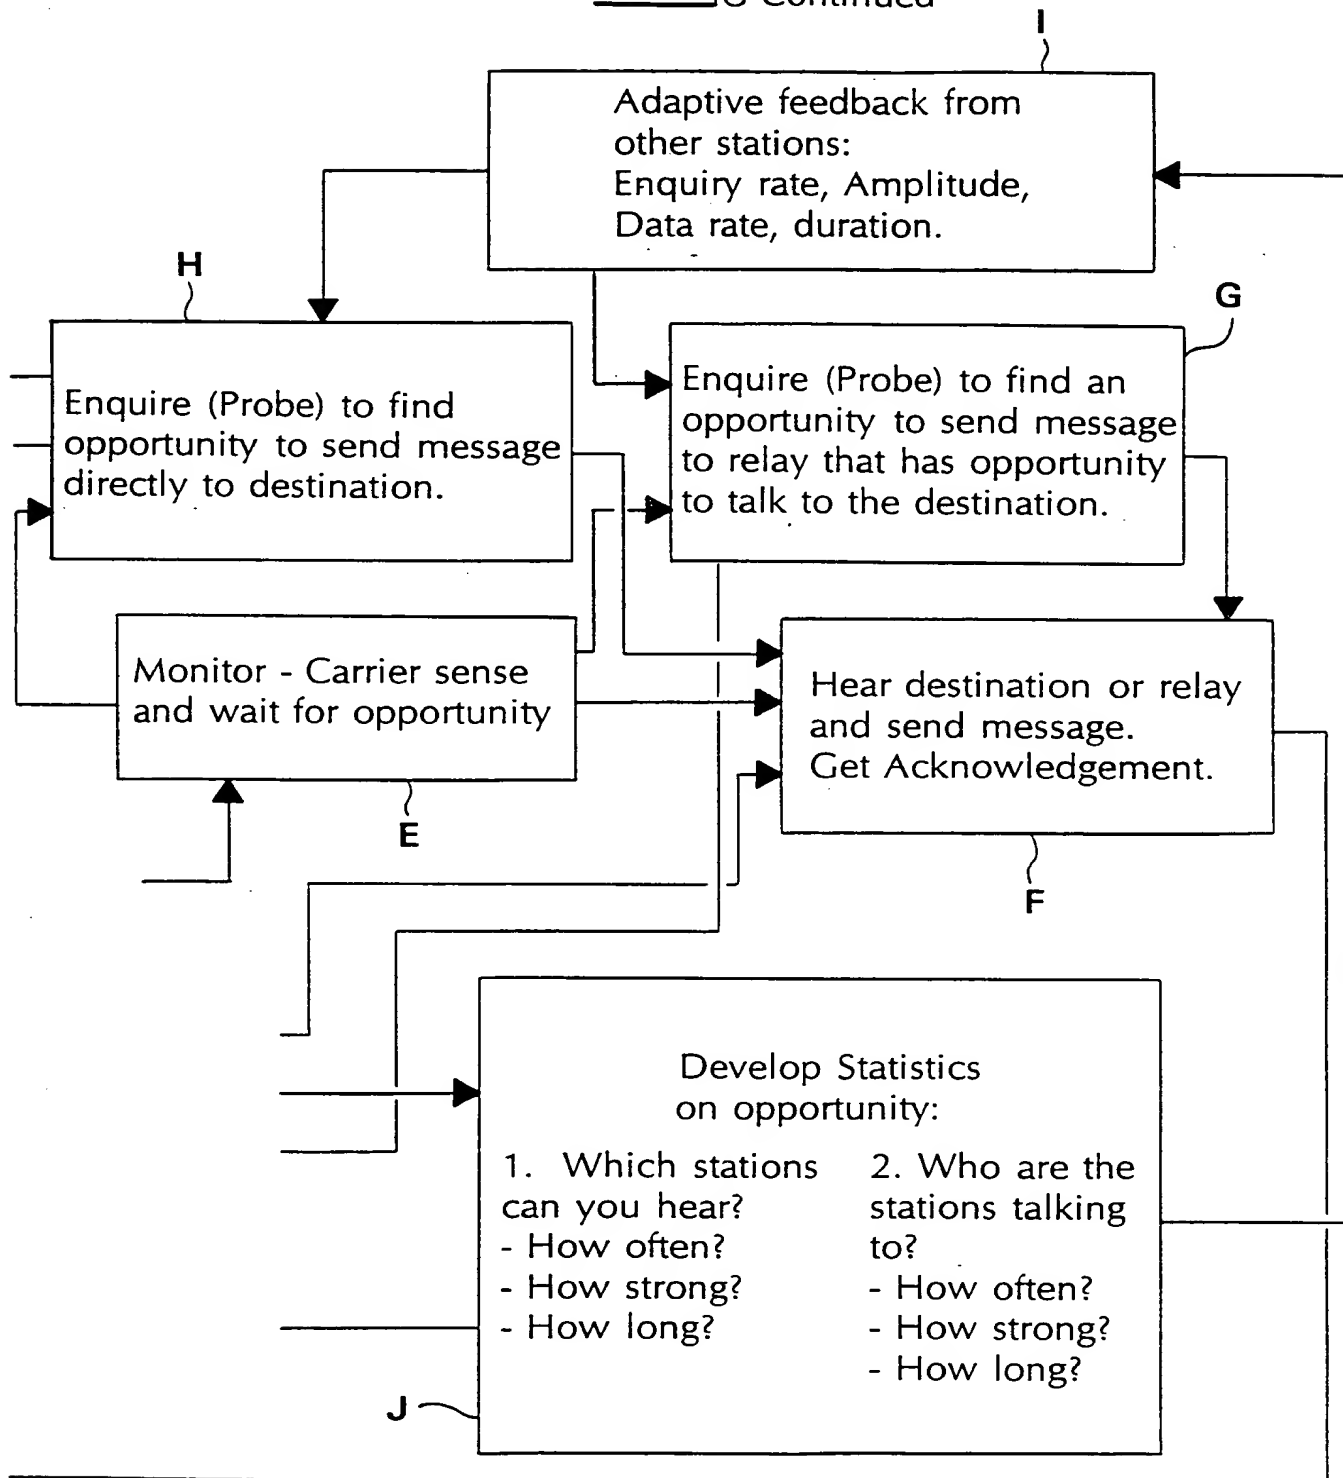 Continued
I
Adaptive feedback from
other stations:
Enquiry rate, Amplitude,
Data rate, duration.
H
G
Enquire (Probe) to find
opportunity to send message
directly to destination.
Enquire (Probe) to find an
opportunity to send message
to relay that has opportunity
to talk to the destination.
Monitor - Carrier sense
and wait for opportunity
E
Hear destination or relay
and send message.
Get Acknowledgement.
F
Develop Statistics
on opportunity:
1. Which stations
can you hear?
- How often?
- How strong?
- How long?
2. Who are the
stations talking
to?
- How often?
- How strong?
- How long?
J